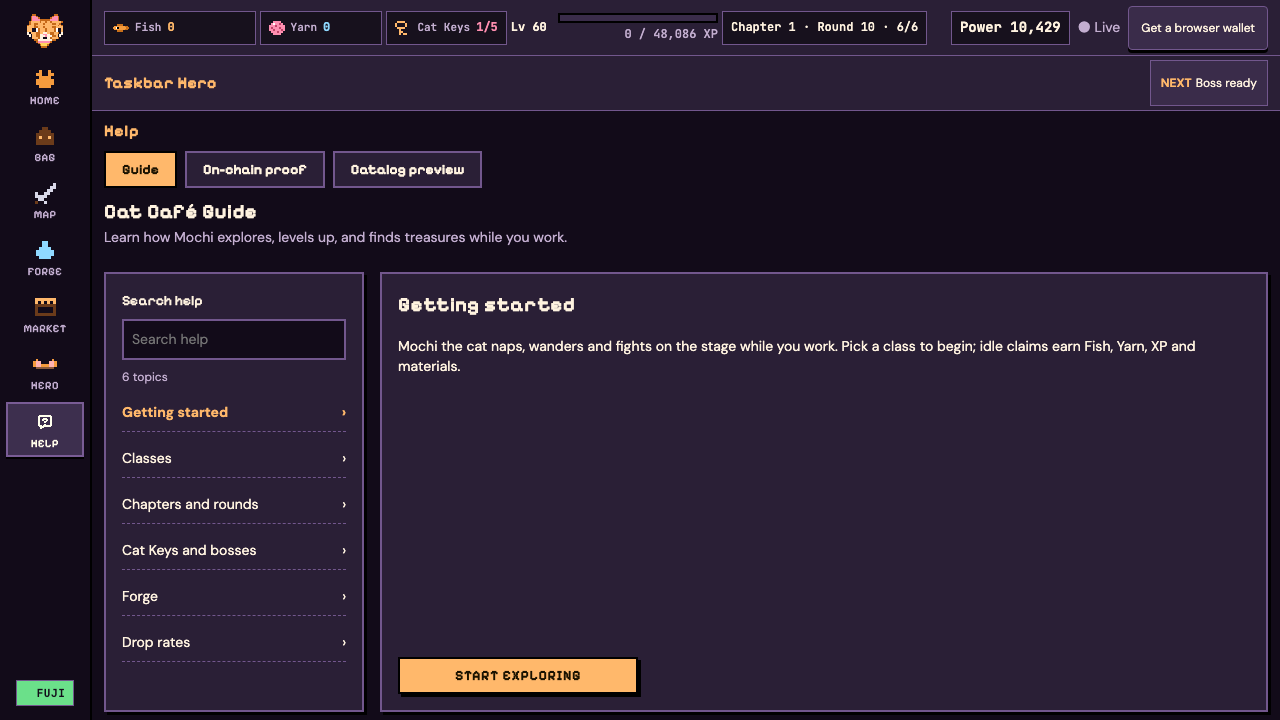 Fish 0
Yarn 0
Cat Keys 1/5
Lv 60
0 / 48,086 XP
Chapter 1 · Round 10 · 6/6
Power 10,429
Live
Get a browser wallet
HOME
BAG
MAP
FORGE
MARKET
HERO
HELP
FUJI
Taskbar Hero
NEXT Boss ready
Help
Guide
On-chain proof
Catalog preview
Cat Café Guide
Learn how Mochi explores, levels up, and finds treasures while you work.
Search help
Search help
6 topics
Getting started ›
Classes ›
Chapters and rounds ›
Cat Keys and bosses ›
Forge ›
Drop rates ›
Getting started
Mochi the cat naps, wanders and fights on the stage while you work. Pick a class to begin; idle claims earn Fish, Yarn, XP and
materials.
START EXPLORING